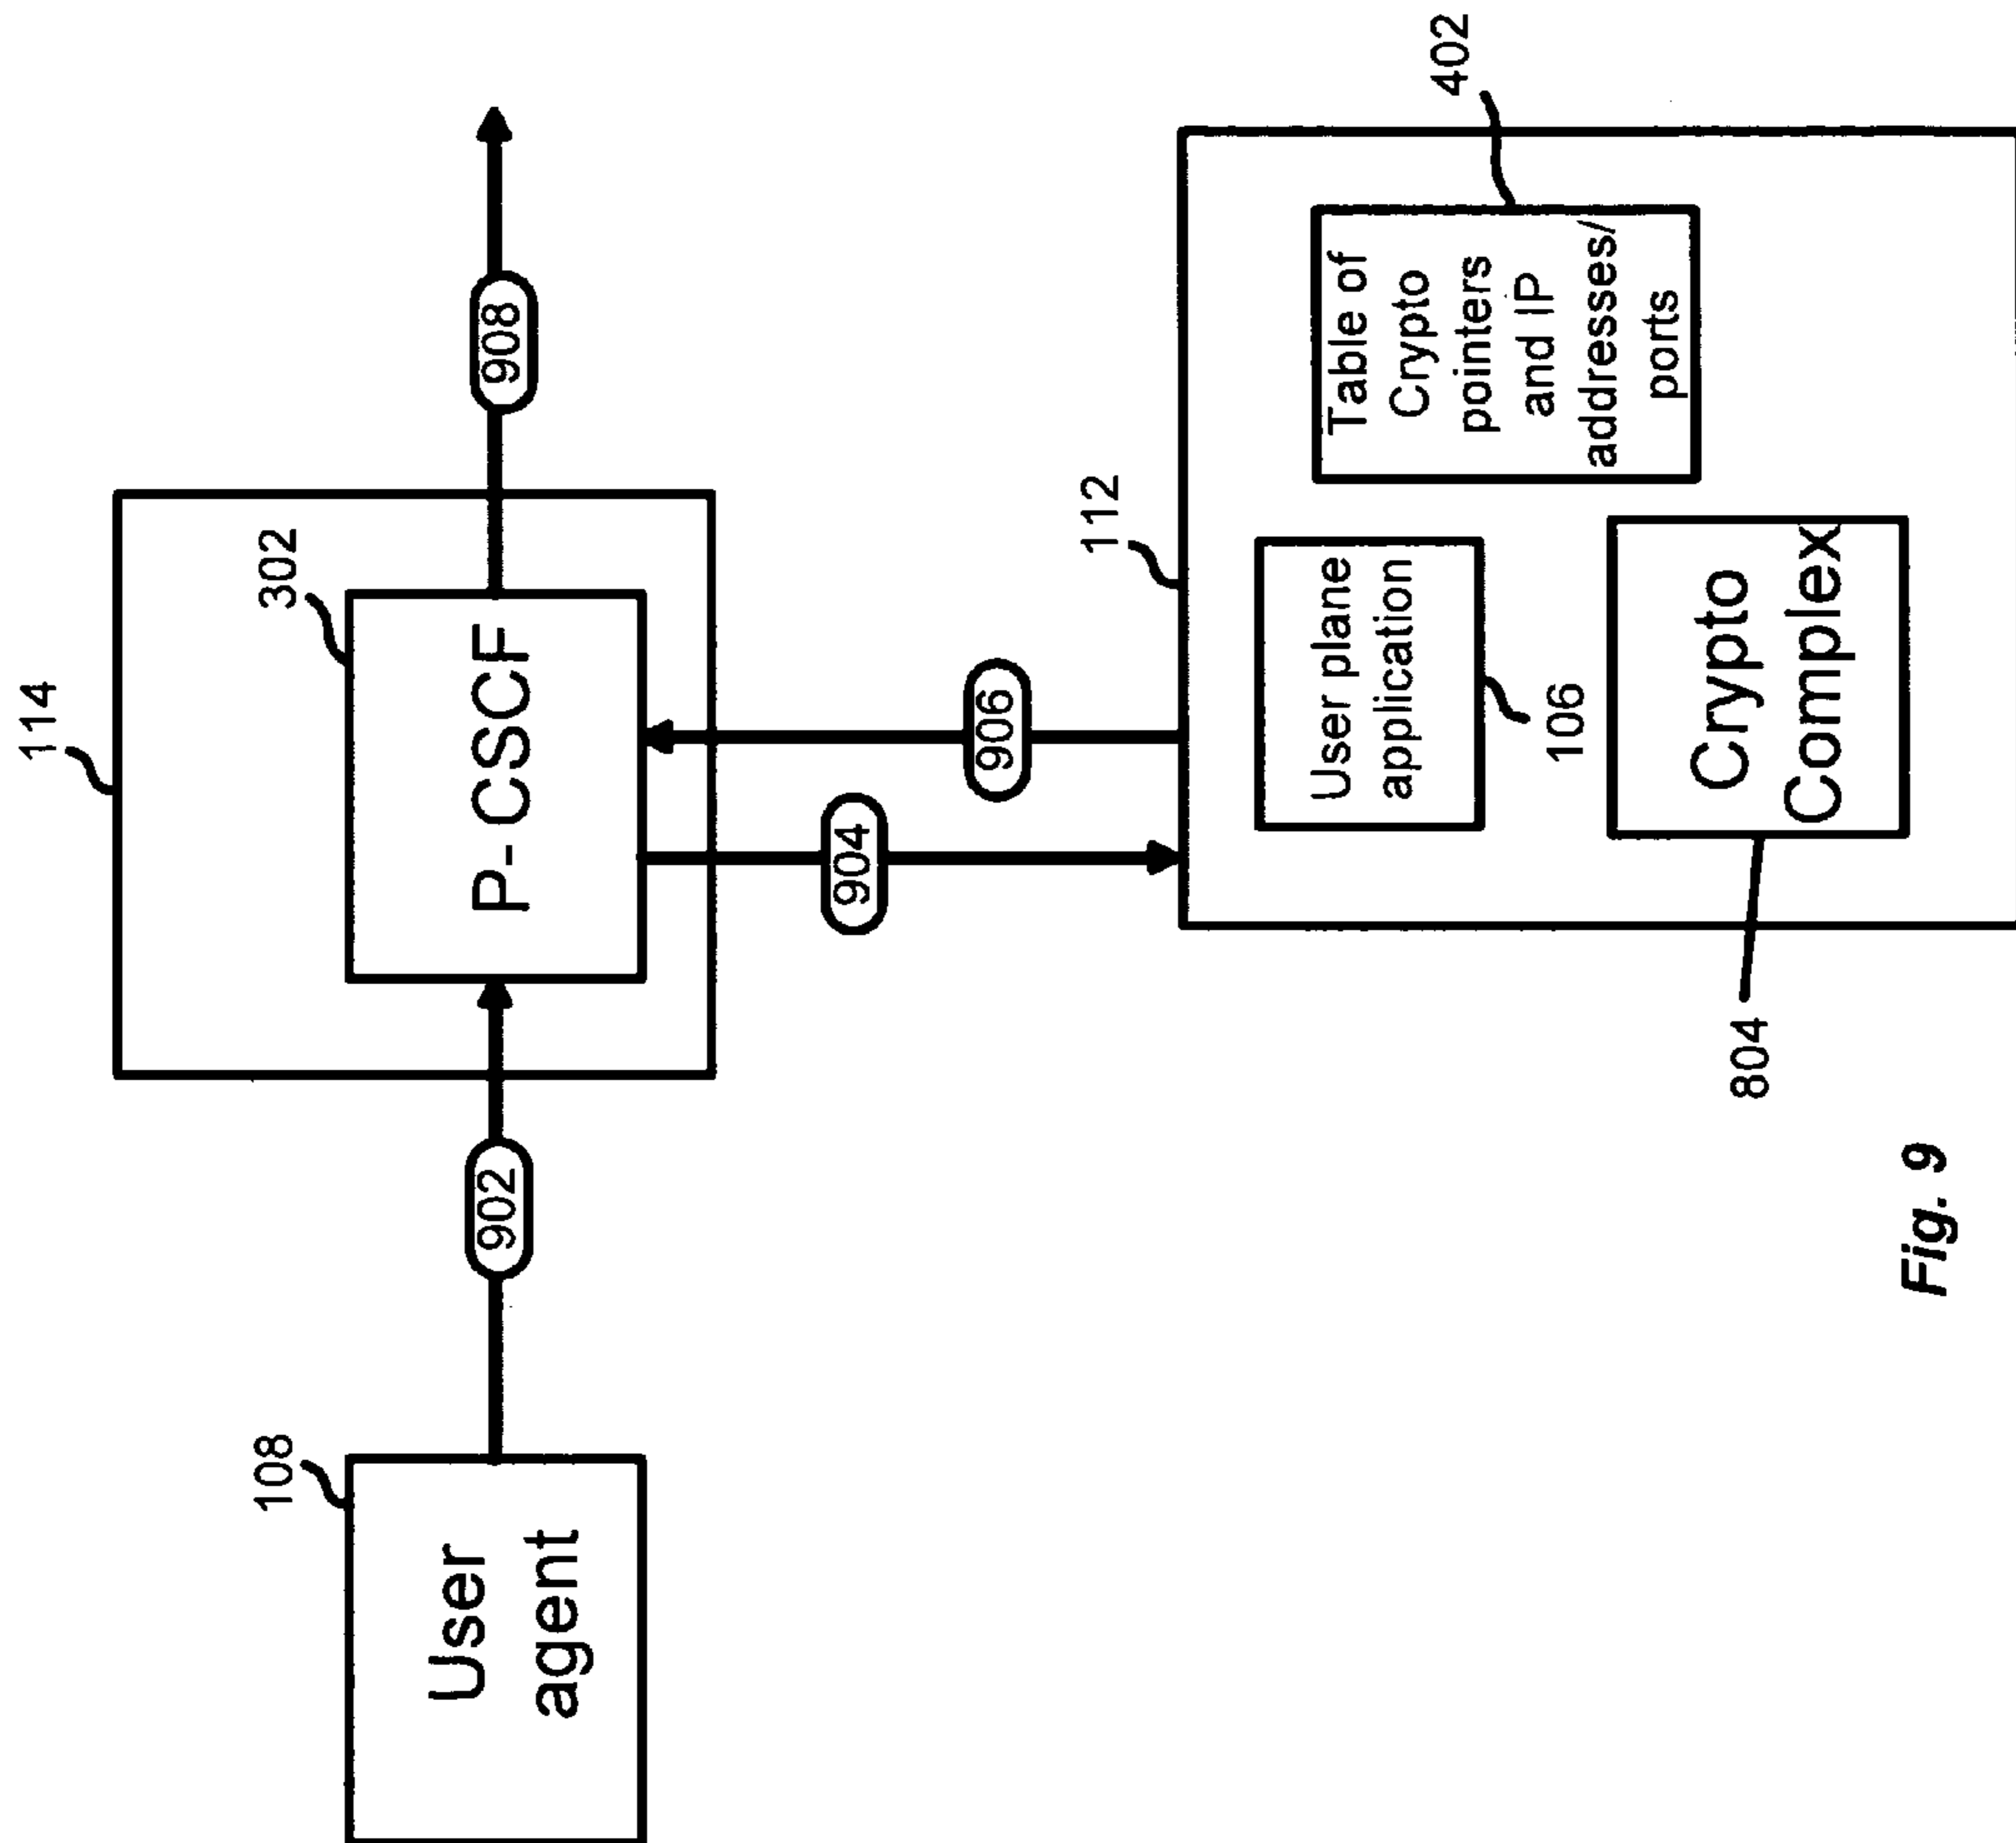 114
302
108
User
agent
902
P-CSCF
908
904
906
112
402
User plane
application
106
Table of
Crypto
pointers
and IP
addresses/
ports
Crypto
Complex
804
Fig. 9